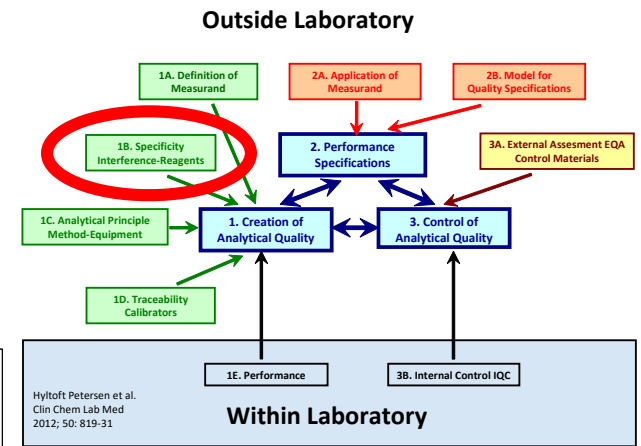 Outside Laboratory
1A. Definition of
Measurand
2A. Application of
Measurand
2B. Model for
Quality Specifications
1B. Specificity
Interference-Reagents
2. Performance
Specifications
3A. External Assesment EQA
Control Materials
1C. Analytical Principle
Method-Equipment
1. Creation of
Analytical Quality
3. Control of
Analytical Quality
1D. Traceability
Calibrators
1E. Performance
3B. Internal Control IQC
Hyltoft Petersen et al.
Clin Chem Lab Med
2012; 50: 819-31
Within Laboratory